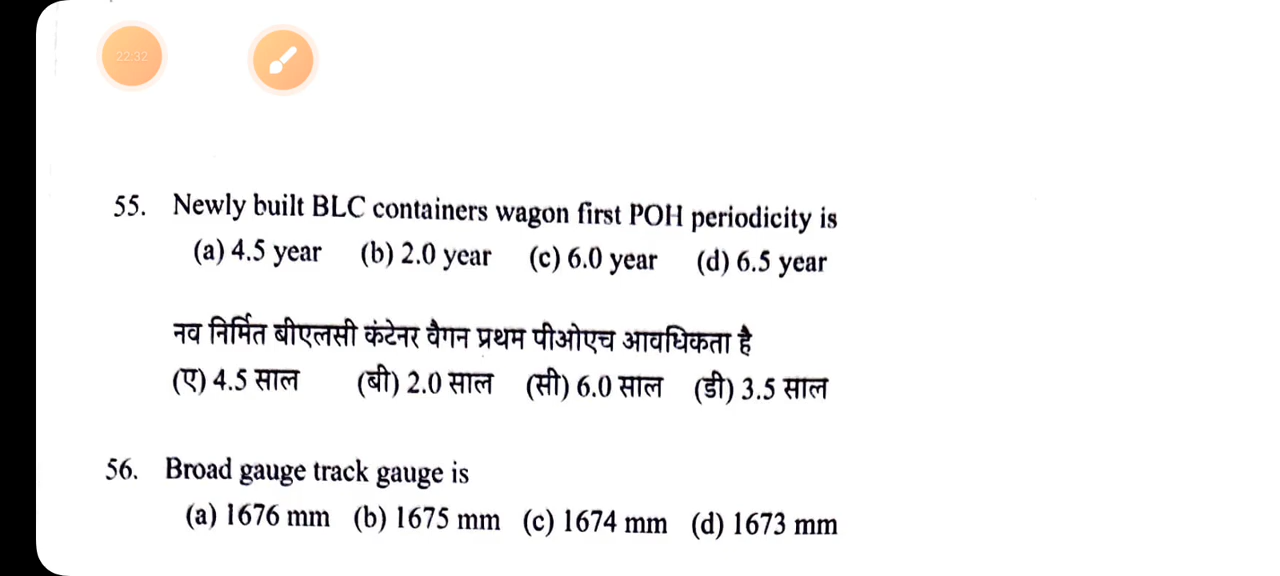 22:32
55. Newly built BLC containers wagon first POH periodicity is
(a) 4.5 year (b) 2.0 year (c) 6.0 year (d) 6.5 year
नव निर्मित बीएलसी कंटेनर वैगन प्रथम पीओएच आवधिकता है
(ए) 4.5 साल (बी) 2.0 साल (सी) 6.0 साल (डी) 3.5 साल
56. Broad gauge track gauge is
(a) 1676 mm (b) 1675 mm (c) 1674 mm (d) 1673 mm